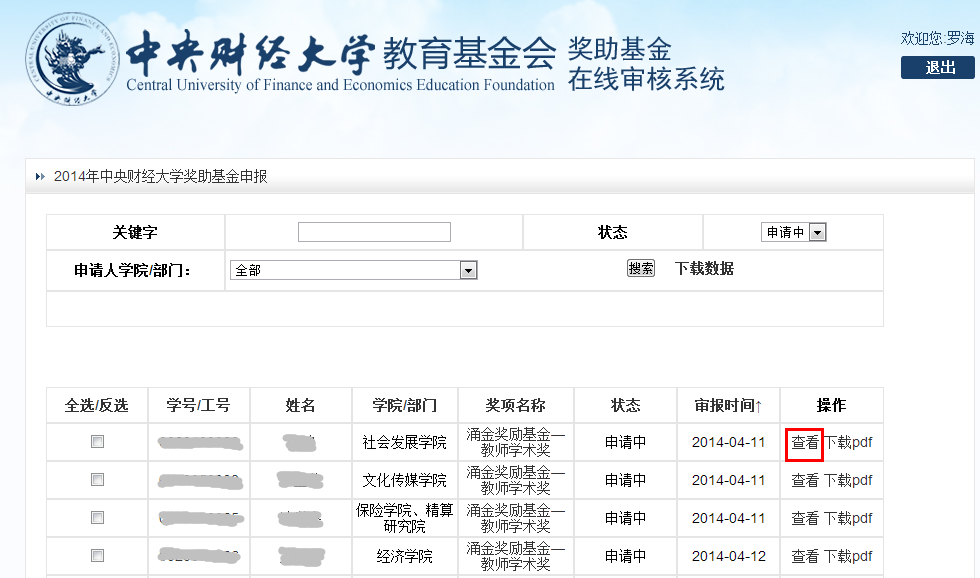 中央财经大学教育基金会 奖助基金
Central University of Finance and Economics Education Foundation 在线审核系统
欢迎您:罗海
退出
2014年中央财经大学奖助基金申报
关键字 状态 申请中
申请人学院/部门： 全部 搜索 下载数据
全选/反选 学号/工号 姓名 学院/部门 奖项名称 状态 审报时间↑ 操作
社会发展学院 涌金奖励基金—教师学术奖 申请中 2014-04-11 查看 下载pdf
文化传媒学院 涌金奖励基金—教师学术奖 申请中 2014-04-11 查看 下载pdf
保险学院、精算研究院 涌金奖励基金—教师学术奖 申请中 2014-04-11 查看 下载pdf
经济学院 涌金奖励基金—教师学术奖 申请中 2014-04-12 查看 下载pdf